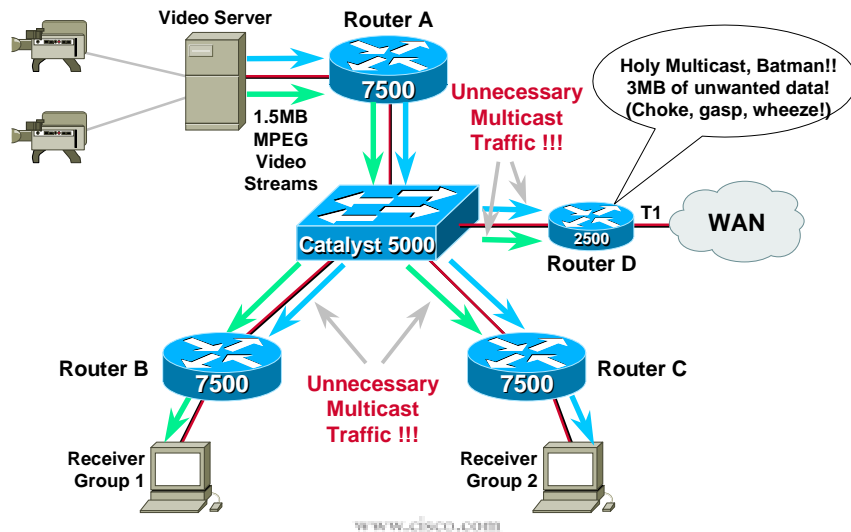 Video Server
Router A
7500
1.5MB
MPEG
Video
Streams
Unnecessary
Multicast
Traffic !!!
Holy Multicast, Batman!!
3MB of unwanted data!
(Choke, gasp, wheeze!)
Catalyst 5000
2500
Router D
T1
WAN
Router B
7500
Unnecessary
Multicast
Traffic !!!
7500
Router C
Receiver
Group 1
Receiver
Group 2
www.cisco.com